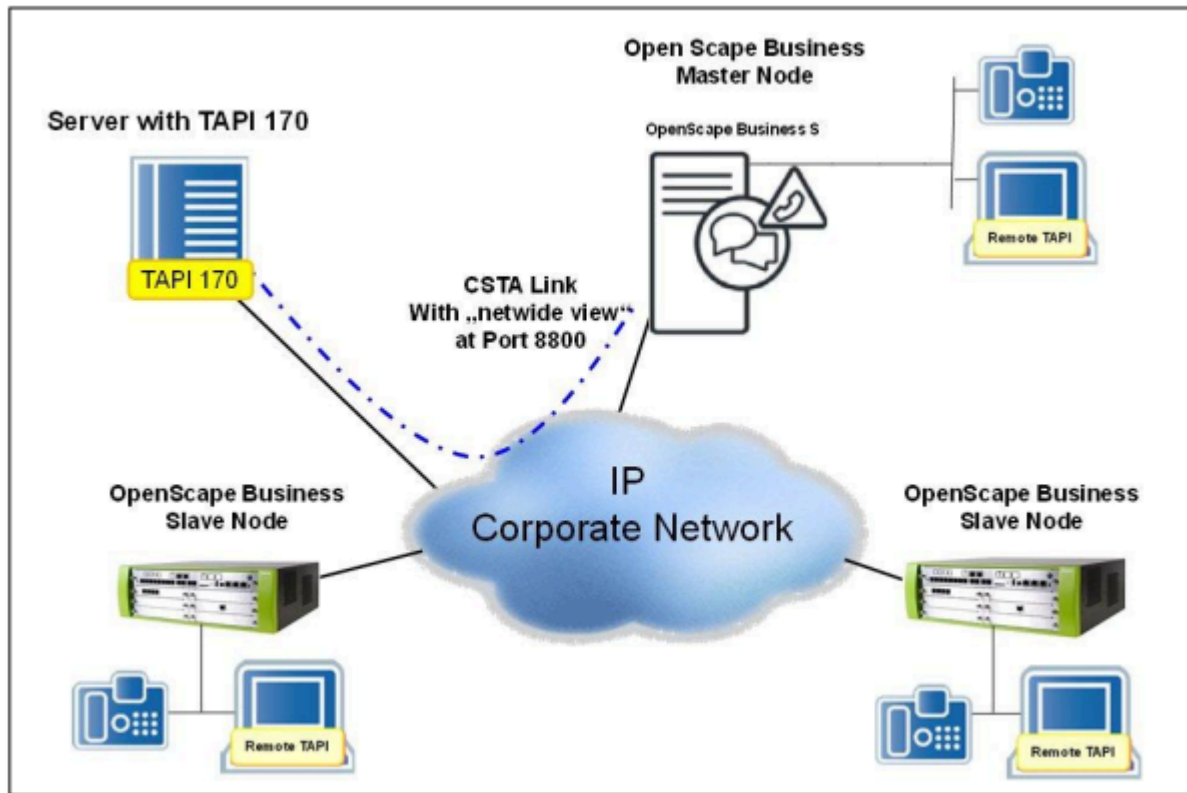 Open Scape Business
Master Node
Server with TAPI 170
OpenScape Business S
Remote TAPI
TAPI 170
CSTA Link
With „netwide view“
at Port 8800
IP
Corporate Network
OpenScape Business
Slave Node
OpenScape Business
Slave Node
Remote TAPI
Remote TAPI